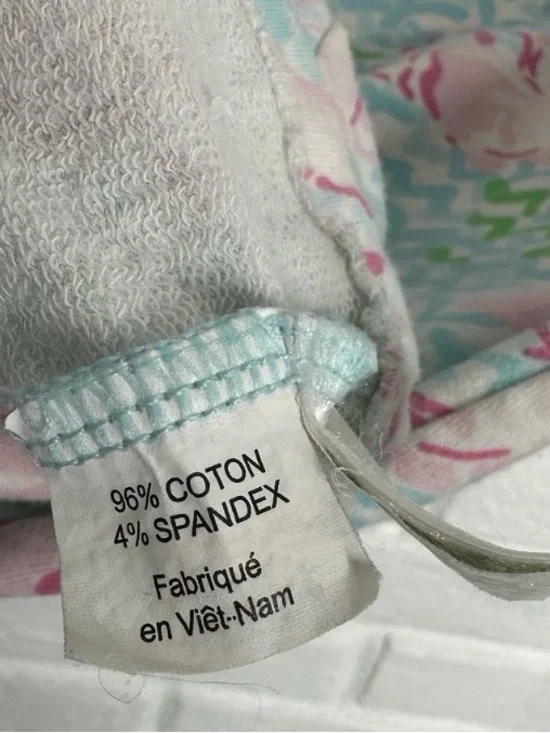 96% COTON
4% SPANDEX
Fabriqué
en Viêt-Nam